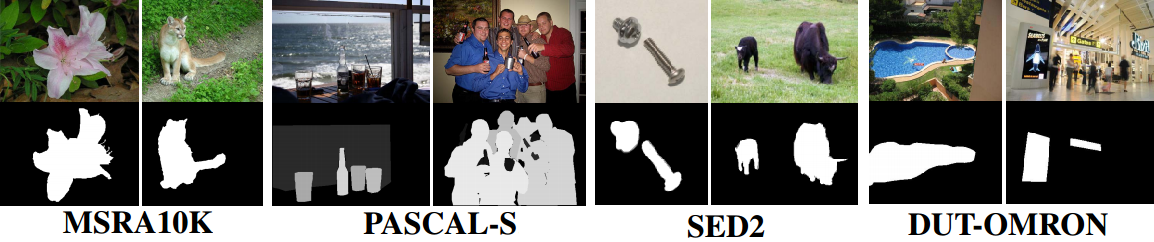 MSRA10K
PASCAL-S
SED2
DUT-OMRON